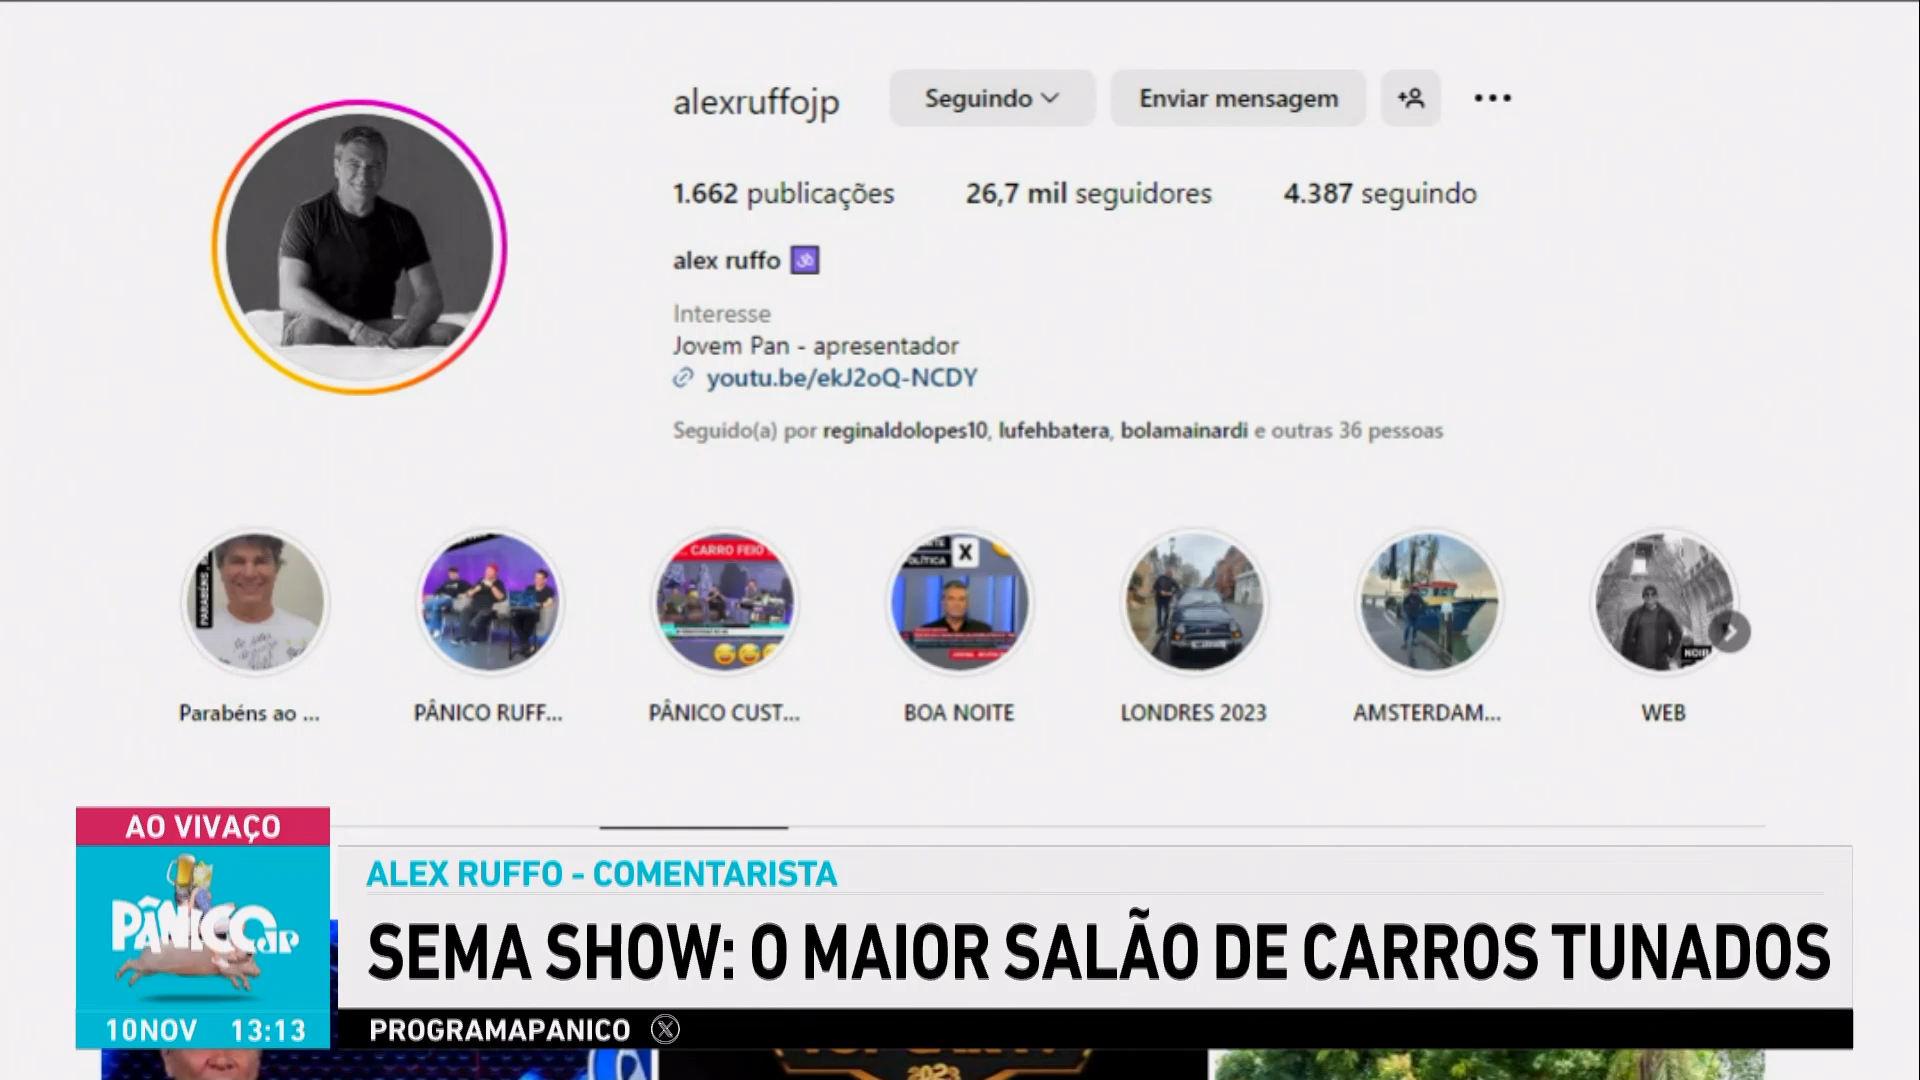 alexruffojp Seguindo Enviar mensagem
1.662 publicações 26,7 mil seguidores 4.387 seguindo
alex ruffo 🕉
Interesse
Jovem Pan - apresentador
youtu.be/ekJ2oQ-NCDY
Seguido(a) por reginaldolopes10, lufehbatera, bolamainardi e outras 36 pessoas
PARABÉNS,
CARRO FEIO
POLÍTICA X
Parabéns ao ... PÂNICO RUFF... PÂNICO CUST... BOA NOITE LONDRES 2023 AMSTERDAM... WEB
AO VIVAÇO
PÂNICO JP
10NOV 13:13
ALEX RUFFO - COMENTARISTA
SEMA SHOW: O MAIOR SALÃO DE CARROS TUNADOS
PROGRAMAPANICO X
2023